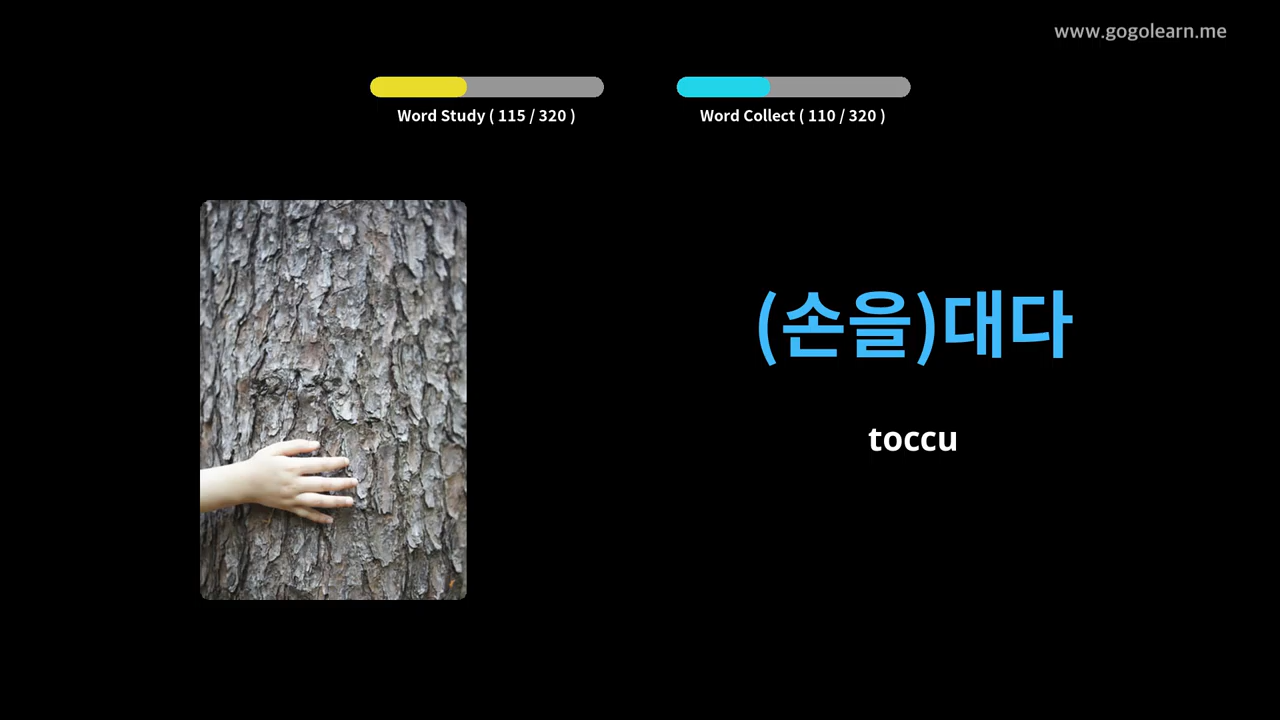 www.gogolearn.me
Word Study ( 115 / 320 )
Word Collect ( 110 / 320 )
(손을)대다
toccu